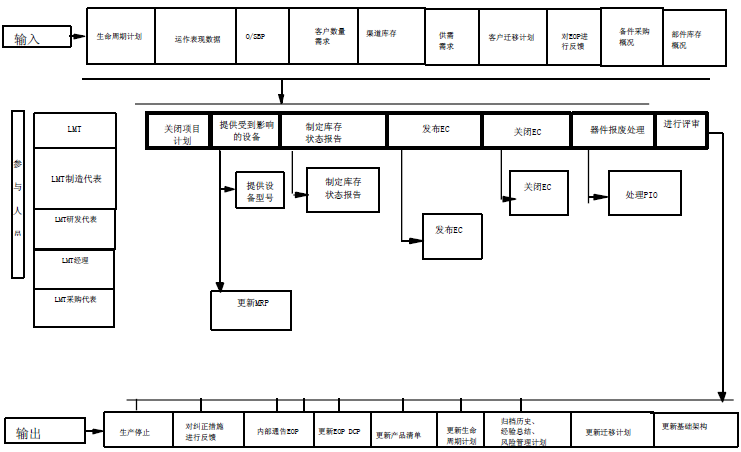 输入
生命周期计划
运作表现数据
O/SBP
客户数量
需求
渠道库存
供需
需求
客户迁移计划
对EOP进
行反馈
备件采购
概况
部件库存
概况
参
与
人
员
LMT
LMT制造代表
LMT研发代表
LMT经理
LMT采购代表
关闭项目
计划
提供受到影响
的设备
制定库存
状态报告
发布EC
关闭EC
器件报废处理
进行评审
提供设
备型号
制定库存
状态报告
关闭EC
处理PIO
发布EC
更新MRP
输出
生产停止
对纠正措施
进行反馈
内部通告EOP
更新EOP DCP
更新产品清单
更新生命
周期计划
归档历史、
经验总结、
风险管理计划
更新迁移计划
更新基础架构